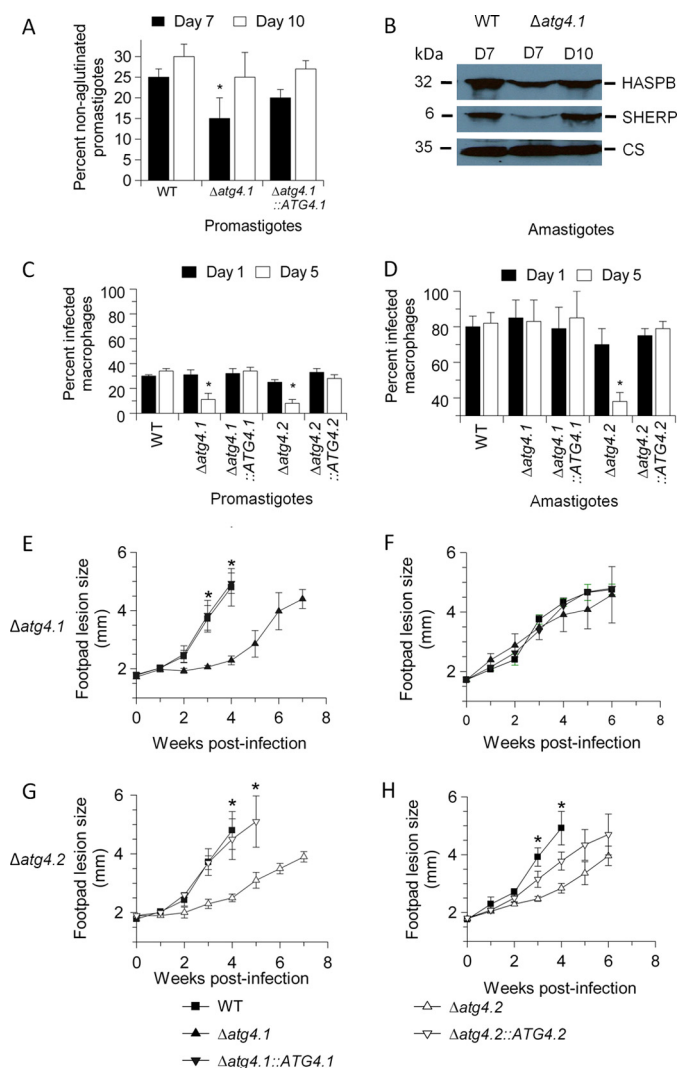 A
Day 7 Day 10
Percent non-aglutinated
promastigotes
30
25
20
15
10
5
0
WT
Δatg4.1
Δatg4.1
::ATG4.1
Promastigotes
B
WT Δatg4.1
kDa D7 D7 D10
32 HASPB
6 SHERP
35 CS
Amastigotes
C
Day 1 Day 5
Percent infected
macrophages
100
80
60
40
20
0
*
*
WT
Δatg4.1
Δatg4.1
::ATG4.1
Δatg4.2
Δatg4.2
::ATG4.2
Promastigotes
D
Day 1 Day 5
Percent infected
macrophages
100
80
60
40
*
WT
Δatg4.1
Δatg4.1
::ATG4.1
Δatg4.2
Δatg4.2
::ATG4.2
Amastigotes
Δatg4.1
E
Footpad lesion size
(mm)
6
4
2
* *
0 2 4 6 8
Weeks post-infection
F
Footpad lesion size
(mm)
6
4
2
0 2 4 6 8
Weeks post-infection
Δatg4.2
G
Footpad lesion size
(mm)
6
4
2
* *
0 2 4 6 8
Weeks post-infection
H
Footpad lesion size
(mm)
6
4
2
* *
0 2 4 6 8
Weeks post-infection
WT
Δatg4.1
Δatg4.1::ATG4.1
Δatg4.2
Δatg4.2::ATG4.2